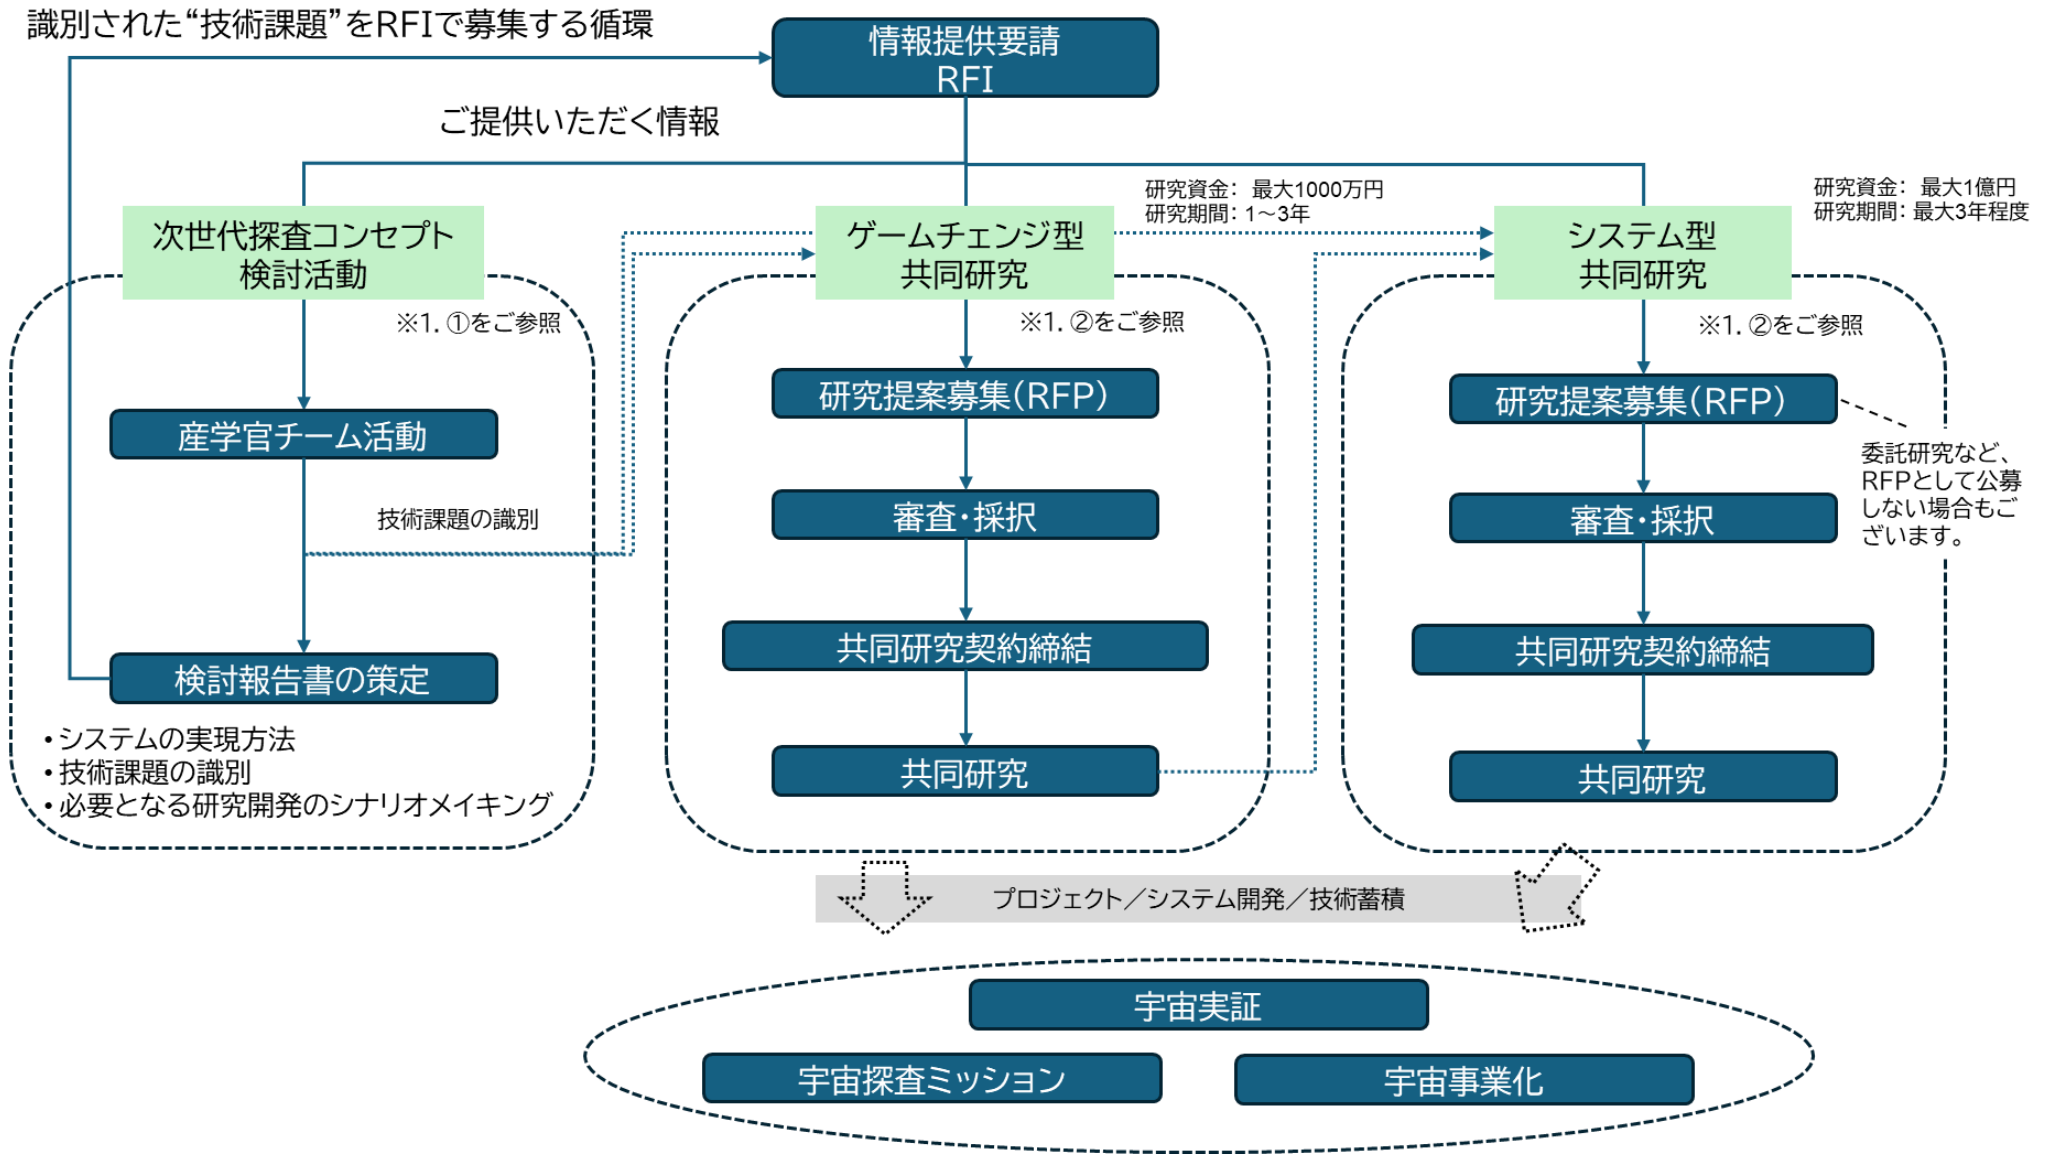 識別された“技術課題”をRFIで募集する循環
情報提供要請
RFI
ご提供いただく情報
研究資金： 最大1000万円
研究期間：1～3年
研究資金： 最大1億円
研究期間：最大3年程度
次世代探査コンセプト
検討活動
※1．①をご参照
産学官チーム活動
技術課題の識別
検討報告書の策定
・システムの実現方法
・技術課題の識別
・必要となる研究開発のシナリオメイキング
ゲームチェンジ型
共同研究
※1．②をご参照
研究提案募集（RFP）
審査・採択
共同研究契約締結
共同研究
システム型
共同研究
※1．②をご参照
研究提案募集（RFP）
委託研究など、
RFPとして公募
しない場合もご
ざいます。
審査・採択
共同研究契約締結
共同研究
プロジェクト／システム開発／技術蓄積
宇宙実証
宇宙探査ミッション
宇宙事業化